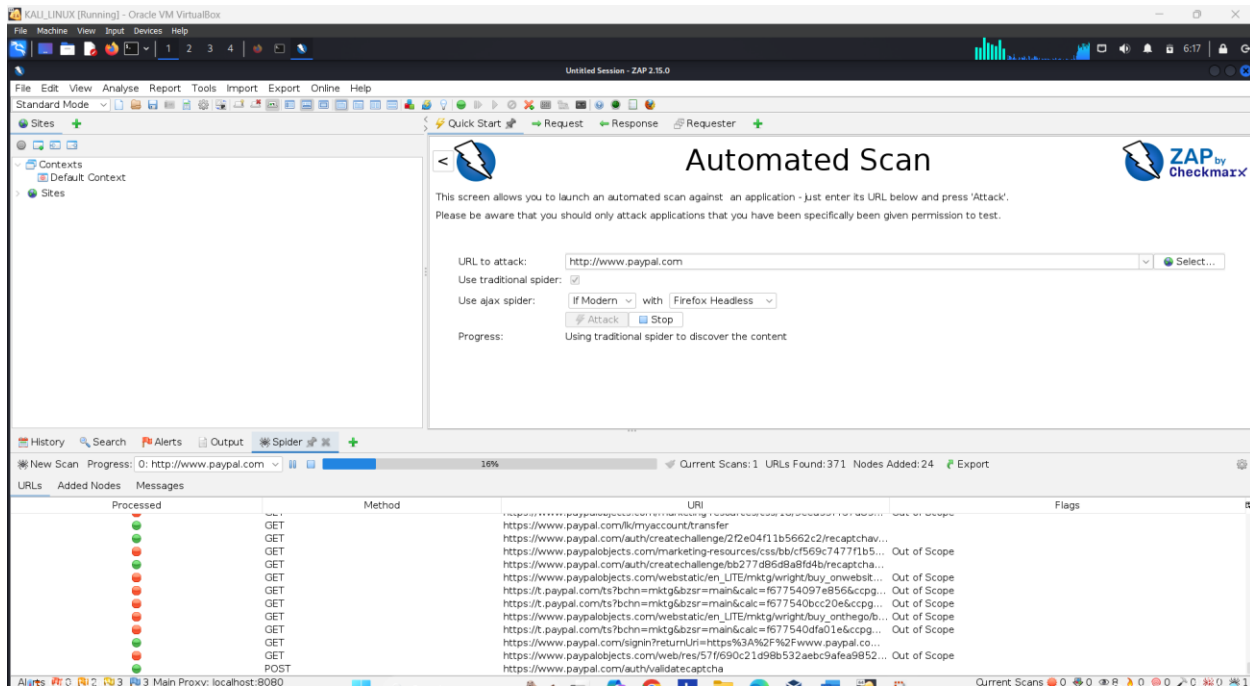 KALI_LINUX [Running] - Oracle VM VirtualBox
File Machine View Input Devices Help
1 2 3 4 6:17
Untitled Session - ZAP 2.15.0
File Edit View Analyse Report Tools Import Export Online Help
Standard Mode
Sites
Quick Start Request Response Requester
Contexts
Default Context
Sites
Automated Scan
ZAP by Checkmarx
This screen allows you to launch an automated scan against an application - just enter its URL below and press 'Attack'.
Please be aware that you should only attack applications that you have been specifically been given permission to test.
URL to attack: http://www.paypal.com Select...
Use traditional spider:
Use ajax spider: If Modern with Firefox Headless
Attack Stop
Progress: Using traditional spider to discover the content
History Search Alerts Output Spider
New Scan Progress: 0: http://www.paypal.com 16% Current Scans: 1 URLs Found: 371 Nodes Added: 24 Export
URLs Added Nodes Messages
Processed Method URI Flags
GET https://www.paypal.com/lk/myaccount/transfer
GET https://www.paypal.com/auth/createchallenge/2f2e04f11b5662c2/recaptchav...
GET https://www.paypalobjects.com/marketing-resources/css/bb/cf569c7477f1b5... Out of Scope
GET https://www.paypal.com/auth/createchallenge/bb277d86d8a8fd4b/recaptcha...
GET https://www.paypalobjects.com/webstatic/en_LITE/mktg/wright/buy_onwebsit... Out of Scope
GET https://t.paypal.com/ts?bchn=mktg&bzsr=main&calc=f67754097e856&ccpg... Out of Scope
GET https://t.paypal.com/ts?bchn=mktg&bzsr=main&calc=f677540bcc20e&ccpg... Out of Scope
GET https://www.paypalobjects.com/webstatic/en_LITE/mktg/wright/buy_onthego/b... Out of Scope
GET https://t.paypal.com/ts?bchn=mktg&bzsr=main&calc=f677540dfa01e&ccpg... Out of Scope
GET https://www.paypal.com/signin?returnUri=https%3A%2F%2Fwww.paypal.co...
GET https://www.paypalobjects.com/web/res/57f/690c21d98b532aebc9afea9852... Out of Scope
POST https://www.paypal.com/auth/validatecaptcha
Alerts 0 2 3 3 Main Proxy: localhost:8080 Current Scans 0 0 8 0 0 0 0 1